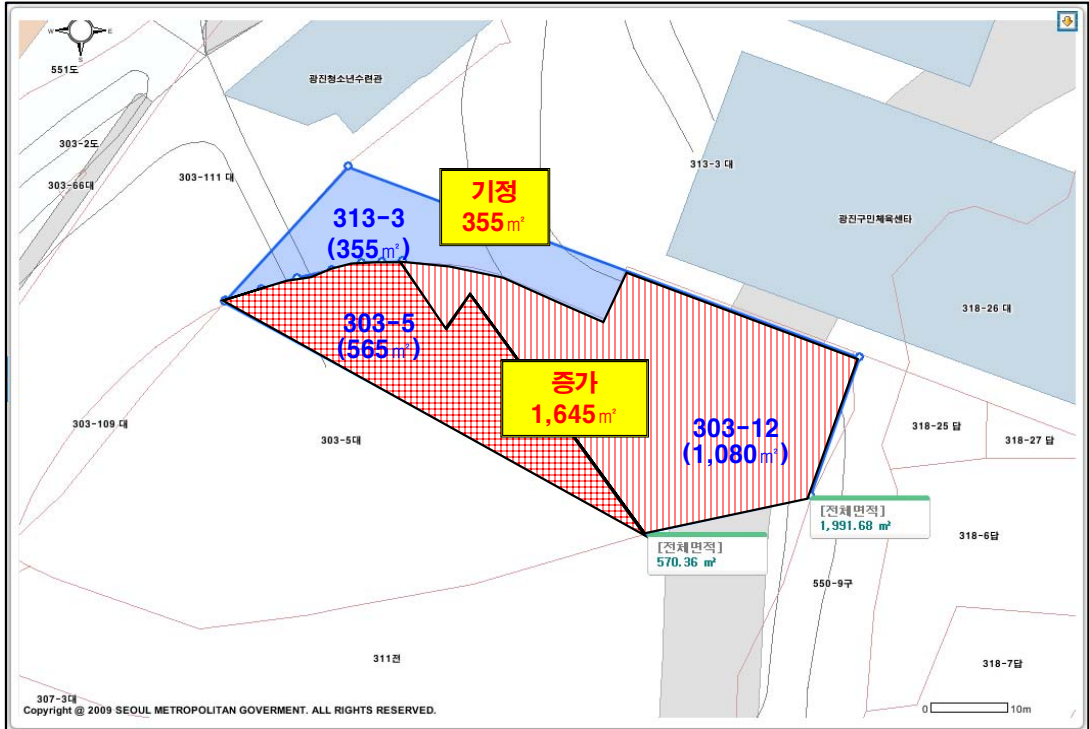 W
E
S
551도
광진청소년수련관
303-2도
303-66대
303-111 대
313-3 대
기정
355㎡
313-3
(355㎡)
광진구민체육센타
318-26 대
303-5
(565㎡)
증가
1,645㎡
303-109 대
303-5대
303-12
(1,080㎡)
318-25 답
318-27 답
[전체면적]
1,991.68 ㎡
[전체면적]
570.36 ㎡
318-6답
550-9구
311전
318-7답
307-3대
Copyright @ 2009 SEOUL METROPOLITAN GOVERMENT. ALL RIGHTS RESERVED.
0
10m